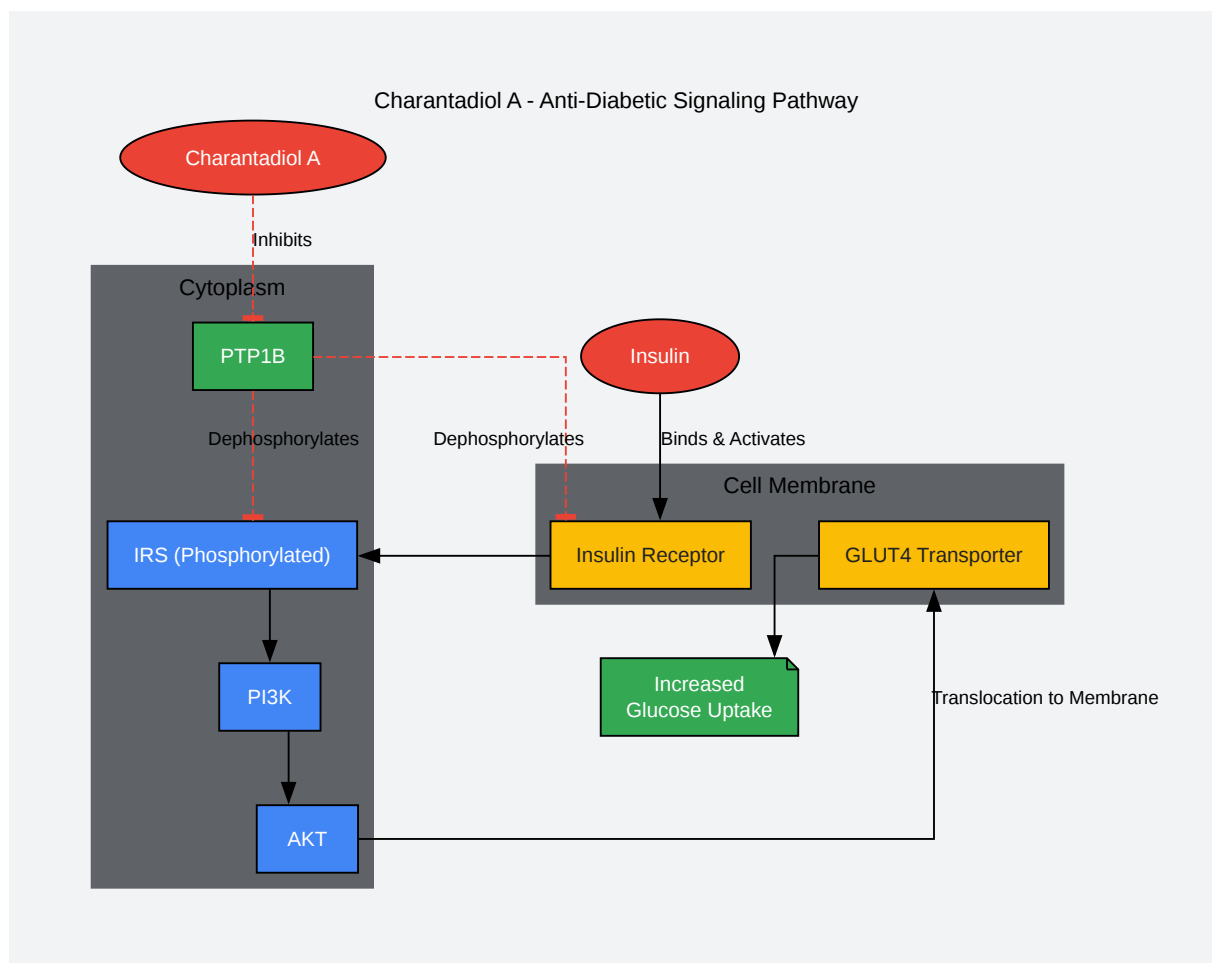 Charantadiol A - Anti-Diabetic Signaling Pathway
Charantadiol A
Inhibits
Cytoplasm
PTP1B
Insulin
Dephosphorylates
Dephosphorylates
Binds & Activates
Cell Membrane
IRS (Phosphorylated)
Insulin Receptor
GLUT4 Transporter
PI3K
Increased
Glucose Uptake
Translocation to Membrane
AKT